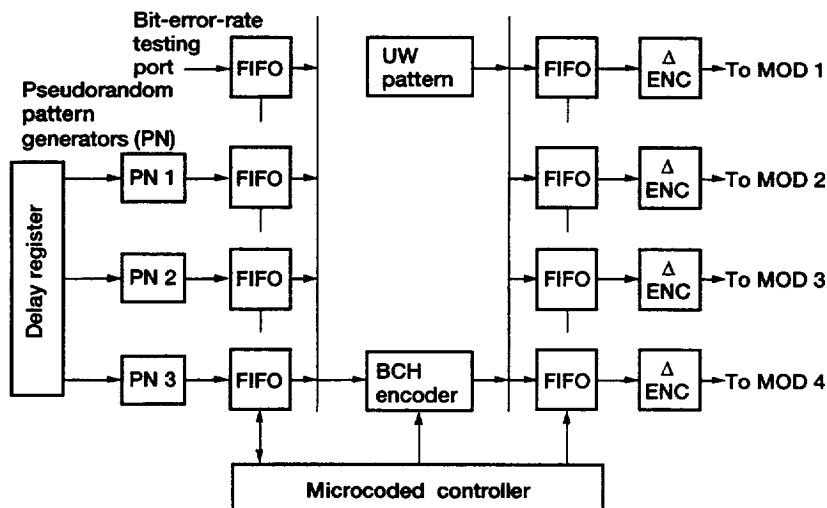 Bit-error-rate
testing
port
FIFO
UW
pattern
FIFO
Δ
ENC
To MOD 1
Pseudorandom
pattern
generators (PN)
Delay register
PN 1
FIFO
FIFO
Δ
ENC
To MOD 2
PN 2
FIFO
FIFO
Δ
ENC
To MOD 3
PN 3
FIFO
BCH
encoder
FIFO
Δ
ENC
To MOD 4
Microcoded controller